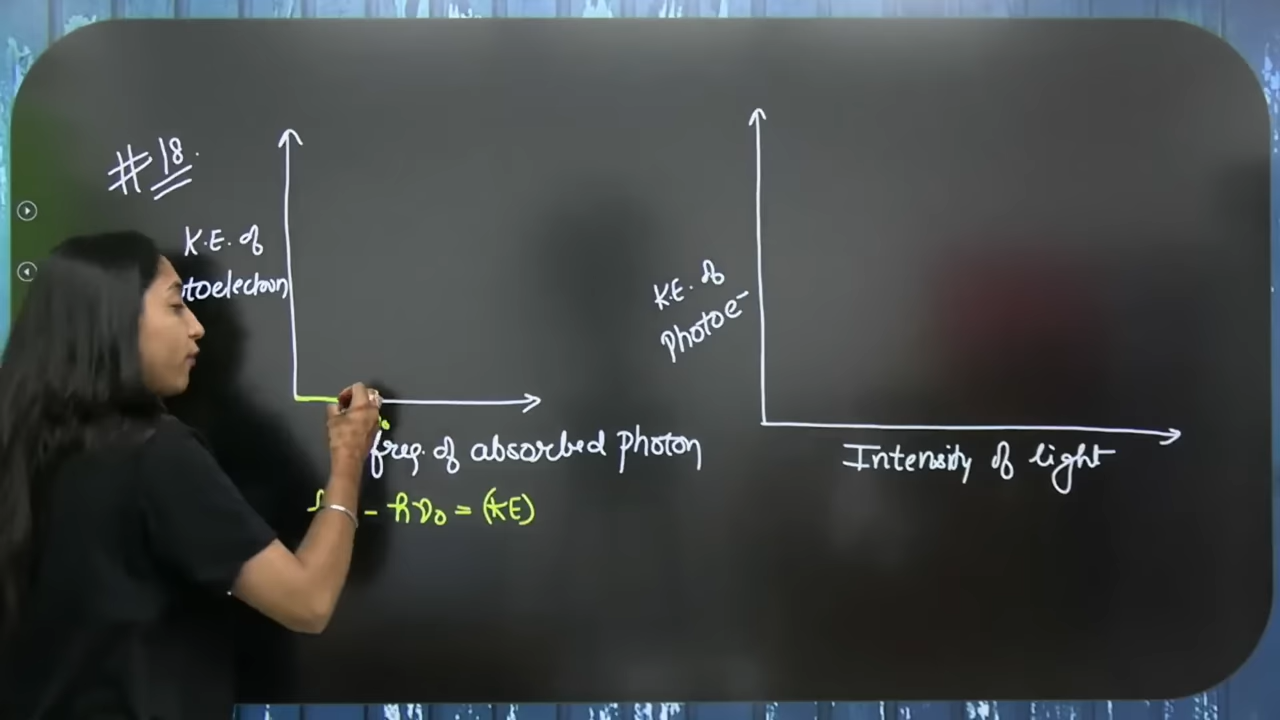 #18.
K.E. of
toelectron
freq. of absorbed photon
- hν₀ = (KE)
K.E. of
photoe⁻
Intensity of light